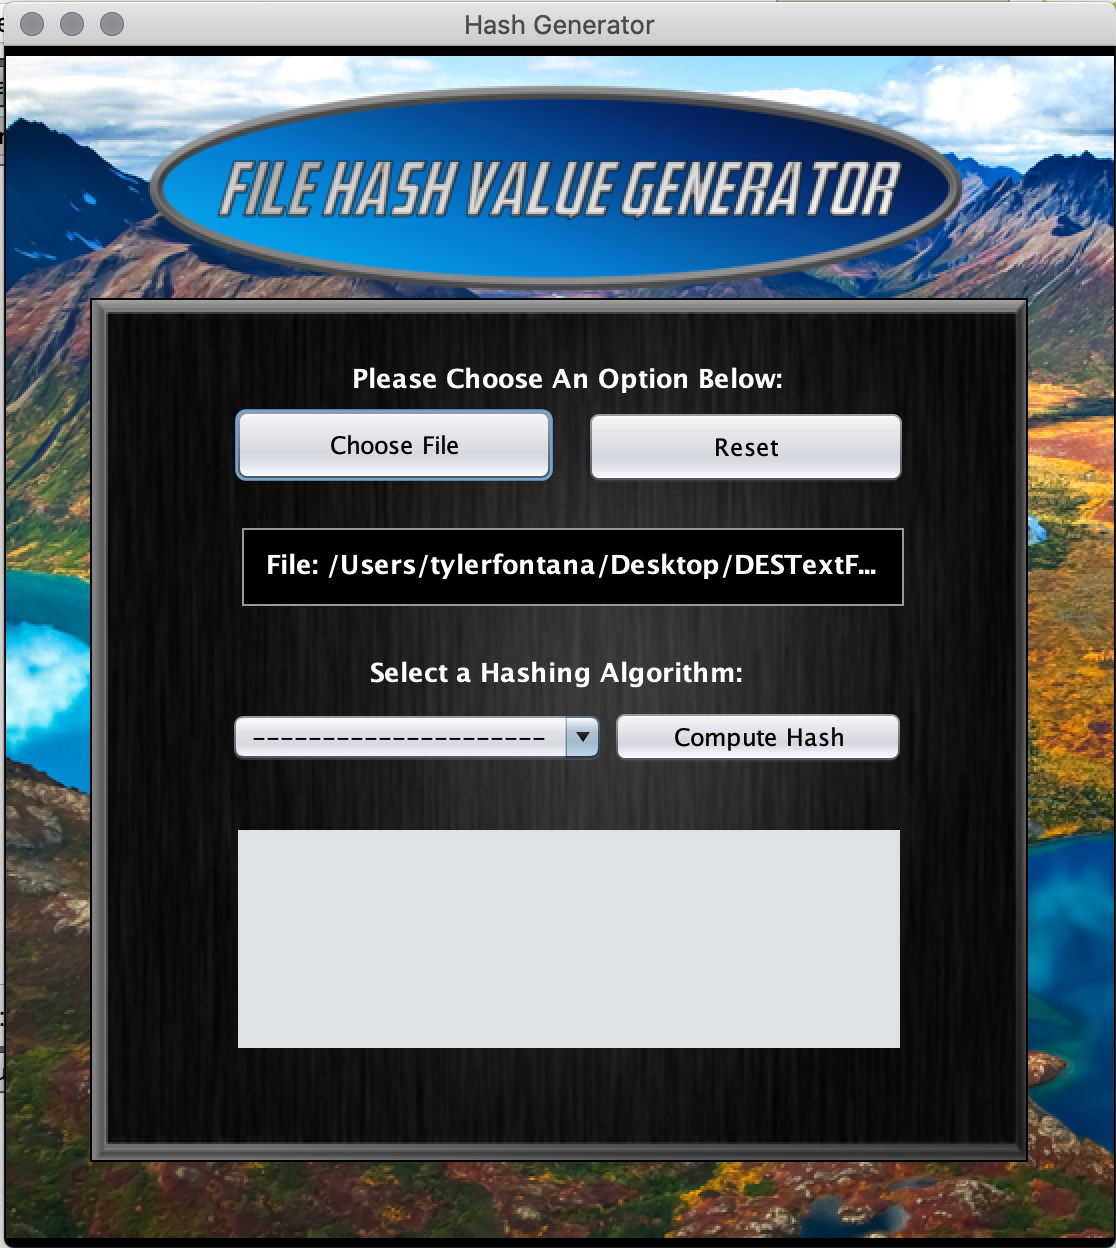 Hash Generator
FILE HASH VALUE GENERATOR
Please Choose An Option Below:
Choose File Reset
File: /Users/tylerfontana/Desktop/DESTextF...
Select a Hashing Algorithm:
--------------------- Compute Hash